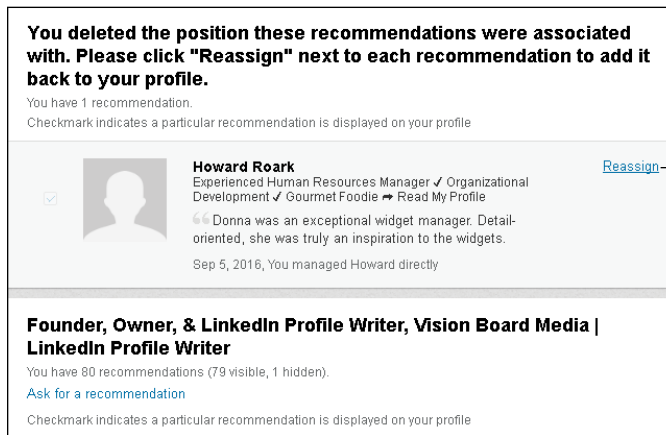 You deleted the position these recommendations were associated
with. Please click "Reassign" next to each recommendation to add it
back to your profile.
You have 1 recommendation.
Checkmark indicates a particular recommendation is displayed on your profile
Howard Roark
Reassign
Experienced Human Resources Manager ✓ Organizational
Development ✓ Gourmet Foodie ➦ Read My Profile
“ Donna was an exceptional widget manager. Detail-
oriented, she was truly an inspiration to the widgets.
Sep 5, 2016, You managed Howard directly
Founder, Owner, & LinkedIn Profile Writer, Vision Board Media |
LinkedIn Profile Writer
You have 80 recommendations (79 visible, 1 hidden).
Ask for a recommendation
Checkmark indicates a particular recommendation is displayed on your profile